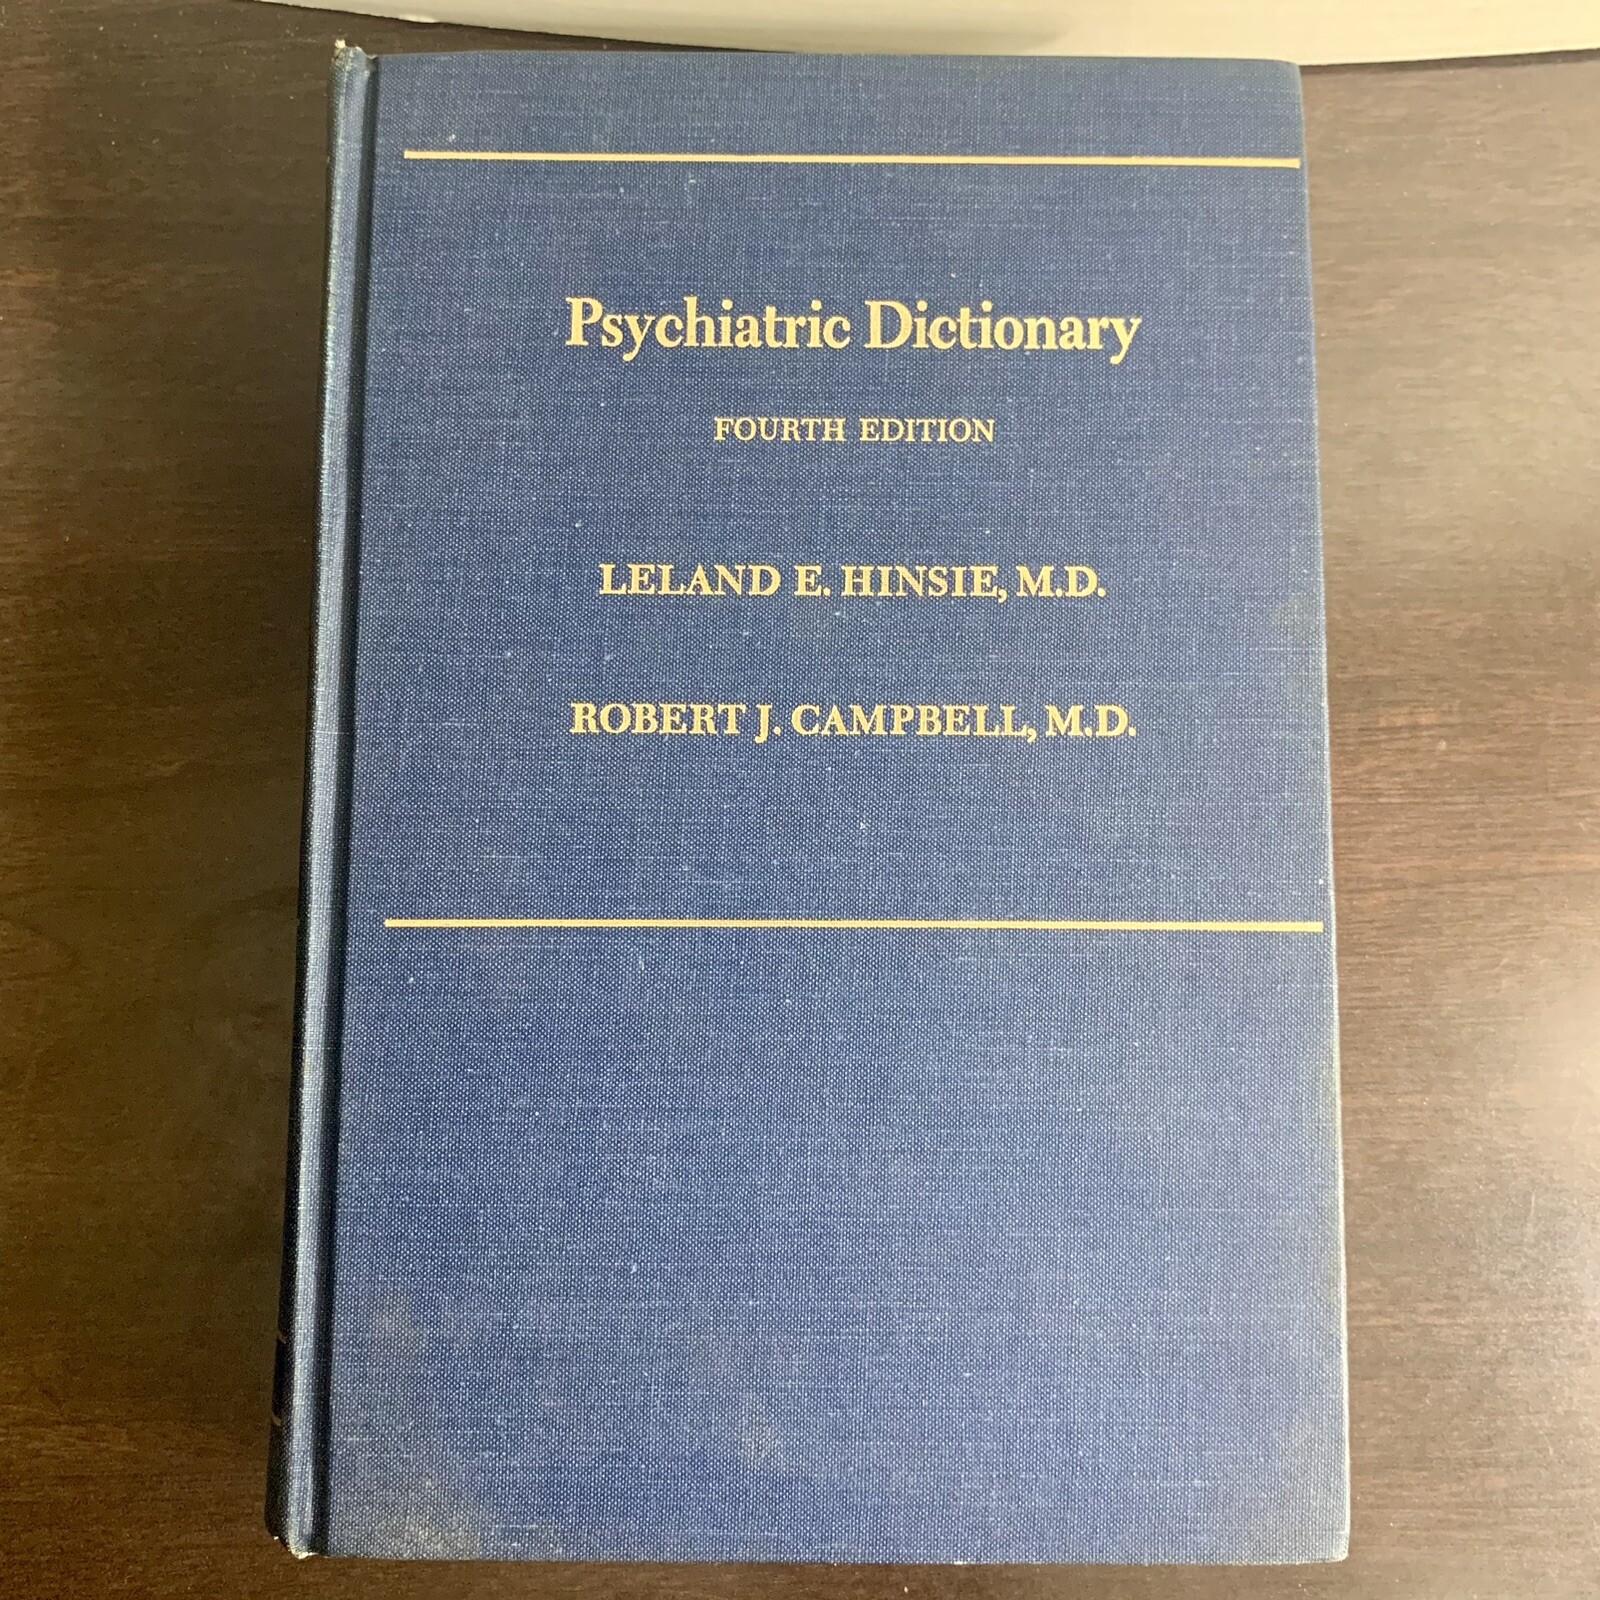 Psychiatric Dictionary
FOURTH EDITION
LELAND E. HINSIE, M.D.
ROBERT J. CAMPBELL, M.D.